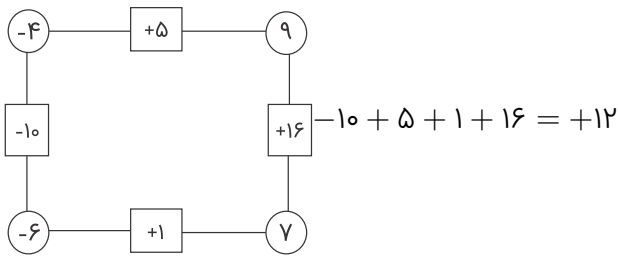 -۴ +۵ ۹
-۱۰ +۱۶ −۱۰ + ۵ + ۱ + ۱۶ = +۱۲
-۶ +۱ ۷